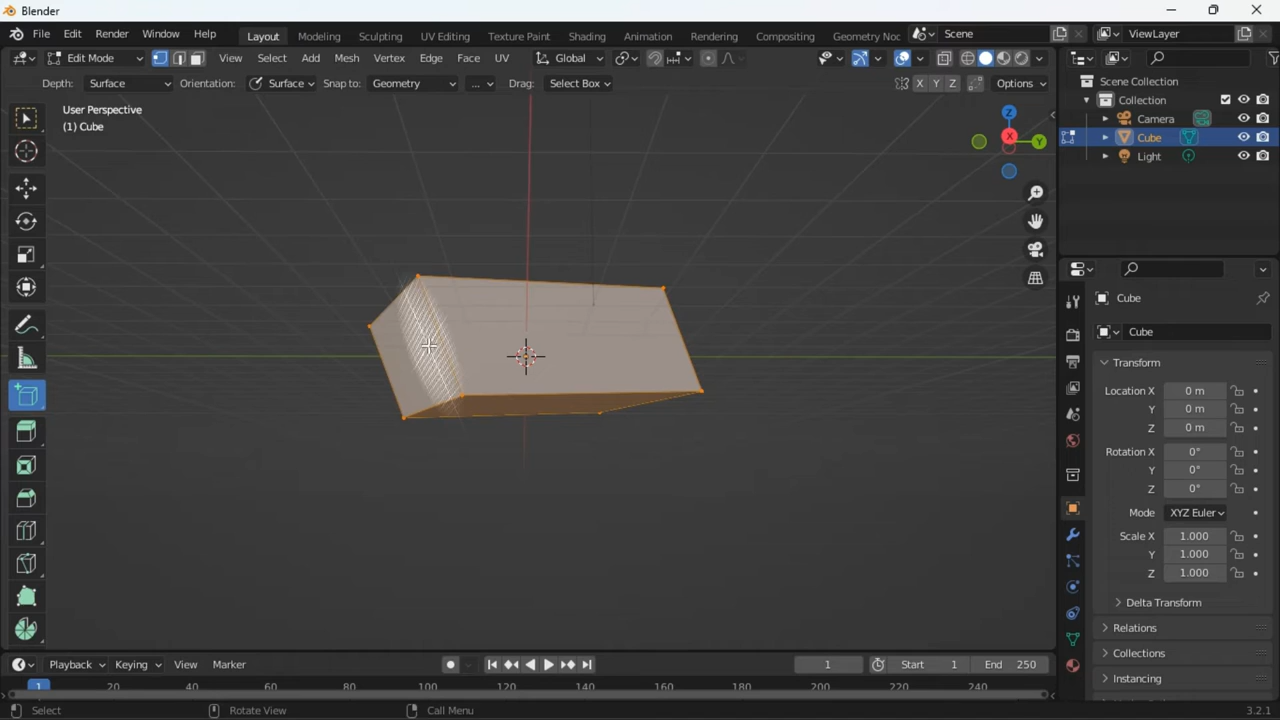 Blender
File Edit Render Window Help Layout Modeling Sculpting UV Editing Texture Paint Shading Animation Rendering Compositing Geometry Noc Scene ViewLayer
Edit Mode View Select Add Mesh Vertex Edge Face UV Global
Depth: Surface Orientation: Surface Snap to: Geometry ... Drag: Select Box X Y Z Options
User Perspective
(1) Cube
Z
X
Y
Scene Collection
Collection
Camera
Cube
Light
Cube
Cube
Transform
Location X 0 m
Y 0 m
Z 0 m
Rotation X 0°
Y 0°
Z 0°
Mode XYZ Euler
Scale X 1.000
Y 1.000
Z 1.000
Delta Transform
Relations
Collections
Instancing
Playback Keying View Marker 1 Start 1 End 250
1 20 40 60 80 100 120 140 160 180 200 220 240
Select Rotate View Call Menu 3.2.1